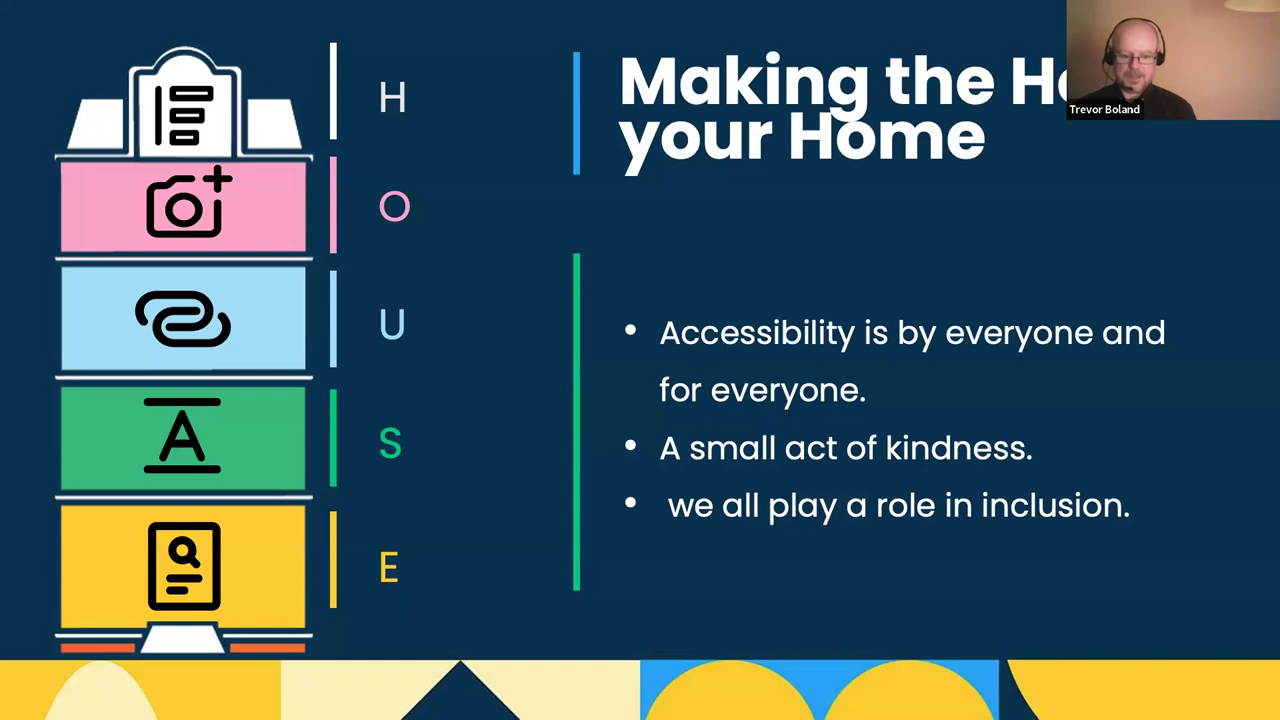 Making the
your Home
Trevor Boland
H
O
U
S
E
A
• Accessibility is by everyone and
for everyone.
• A small act of kindness.
• we all play a role in inclusion.